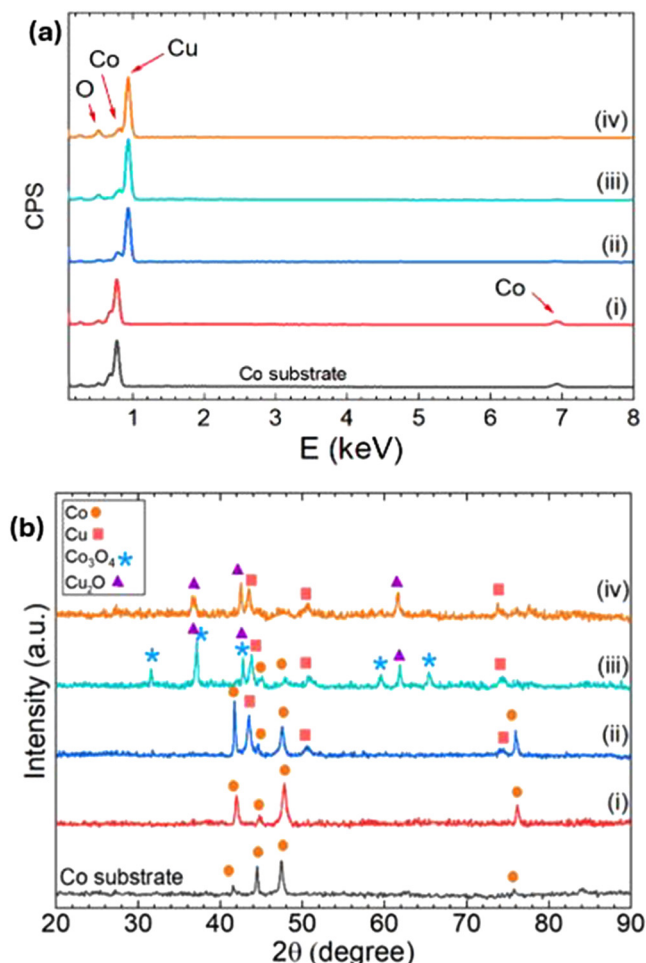 (a)
Cu
Co
O
(iv)
(iii)
(ii)
Co
(i)
Co substrate
CPS
1 2 3 4 5 6 7 8
E (keV)
(b)
Co
Cu
Co₃O₄
Cu₂O
(iv)
(iii)
(ii)
(i)
Co substrate
Intensity (a.u.)
20 30 40 50 60 70 80 90
2θ (degree)